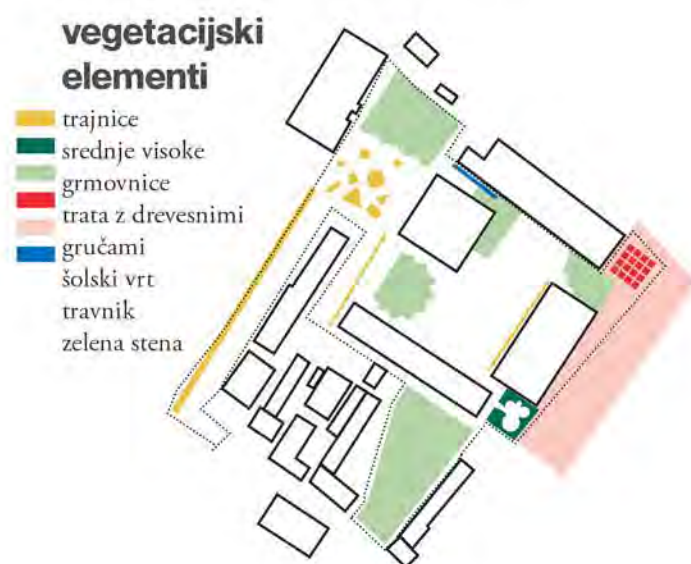 vegetacijski
elementi
trajnice
srednje visoke
grmovnice
trata z drevesnimi
gručami
šolski vrt
travnik
zelena stena